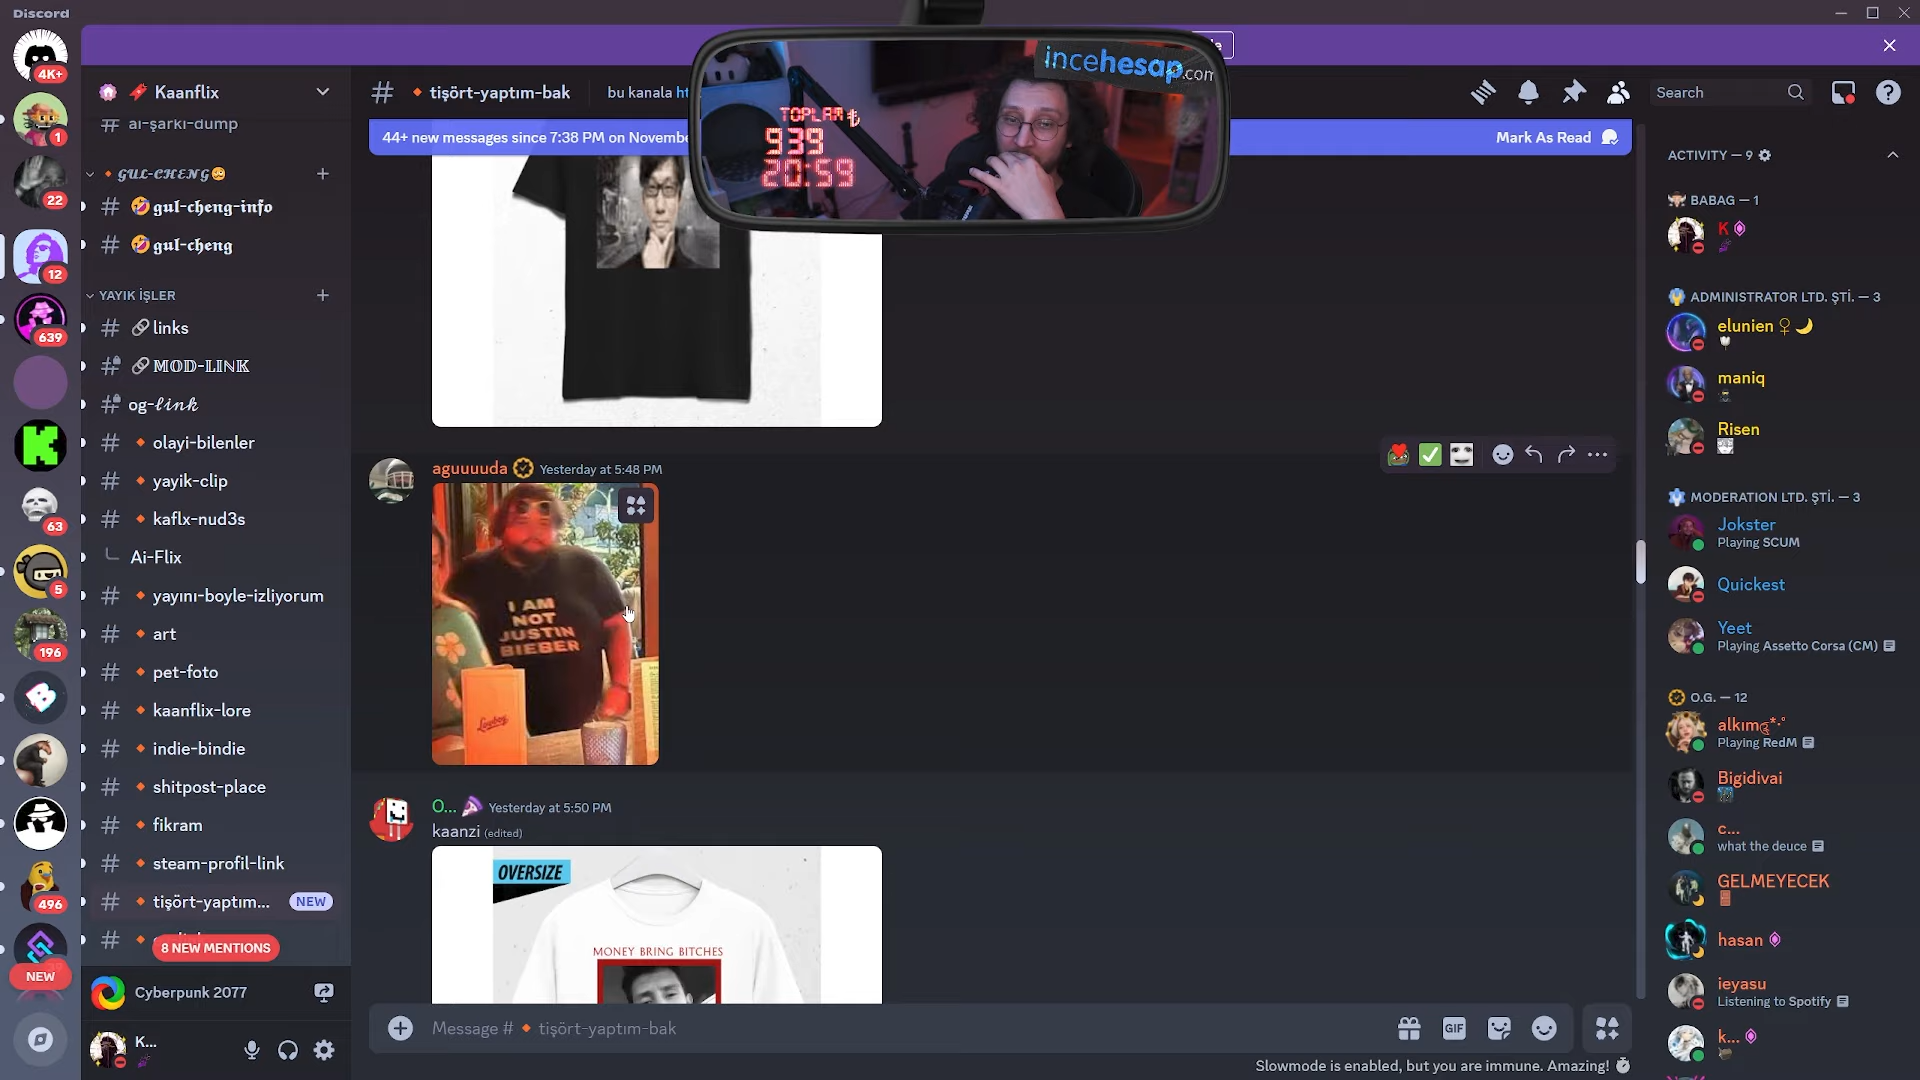 Discord
4K+
1
22
12
639
63
5
196
496
NEW
Kaanflix
ai-şarkı-dump
GUL-CHENG
gul-cheng-info
gul-cheng
YAYIK İŞLER
links
MOD-LINK
og-link
olayi-bilenler
yayik-clip
kaflx-nud3s
Ai-Flix
yayını-boyle-izliyorum
art
pet-foto
kaanflix-lore
indie-bindie
shitpost-place
fikram
steam-profil-link
tişört-yaptım... NEW
8 NEW MENTIONS
Cyberpunk 2077
K...
tişört-yaptım-bak
bu kanala
44+ new messages since 7:38 PM on
Mark As Read
incehesap.com
TOPLAM ₺
939
20:59
aguuuuda Yesterday at 5:48 PM
I AM
NOT
JUSTIN
BIEBER
O... Yesterday at 5:50 PM
kaanzi (edited)
OVERSIZE
MONEY BRING BITCHES
Message # tişört-yaptım-bak
GIF
Slowmode is enabled, but you are immune. Amazing!
Search
ACTIVITY — 9
BABAG — 1
K
ADMINISTRATOR LTD. ŞTİ. — 3
elunien
maniq
Risen
MODERATION LTD. ŞTİ. — 3
Jokster
Playing SCUM
Quickest
Yeet
Playing Assetto Corsa (CM)
O.G. — 12
alkım
Playing RedM
Bigidivai
c...
what the deuce
GELMEYECEK
hasan
ieyasu
Listening to Spotify
k...